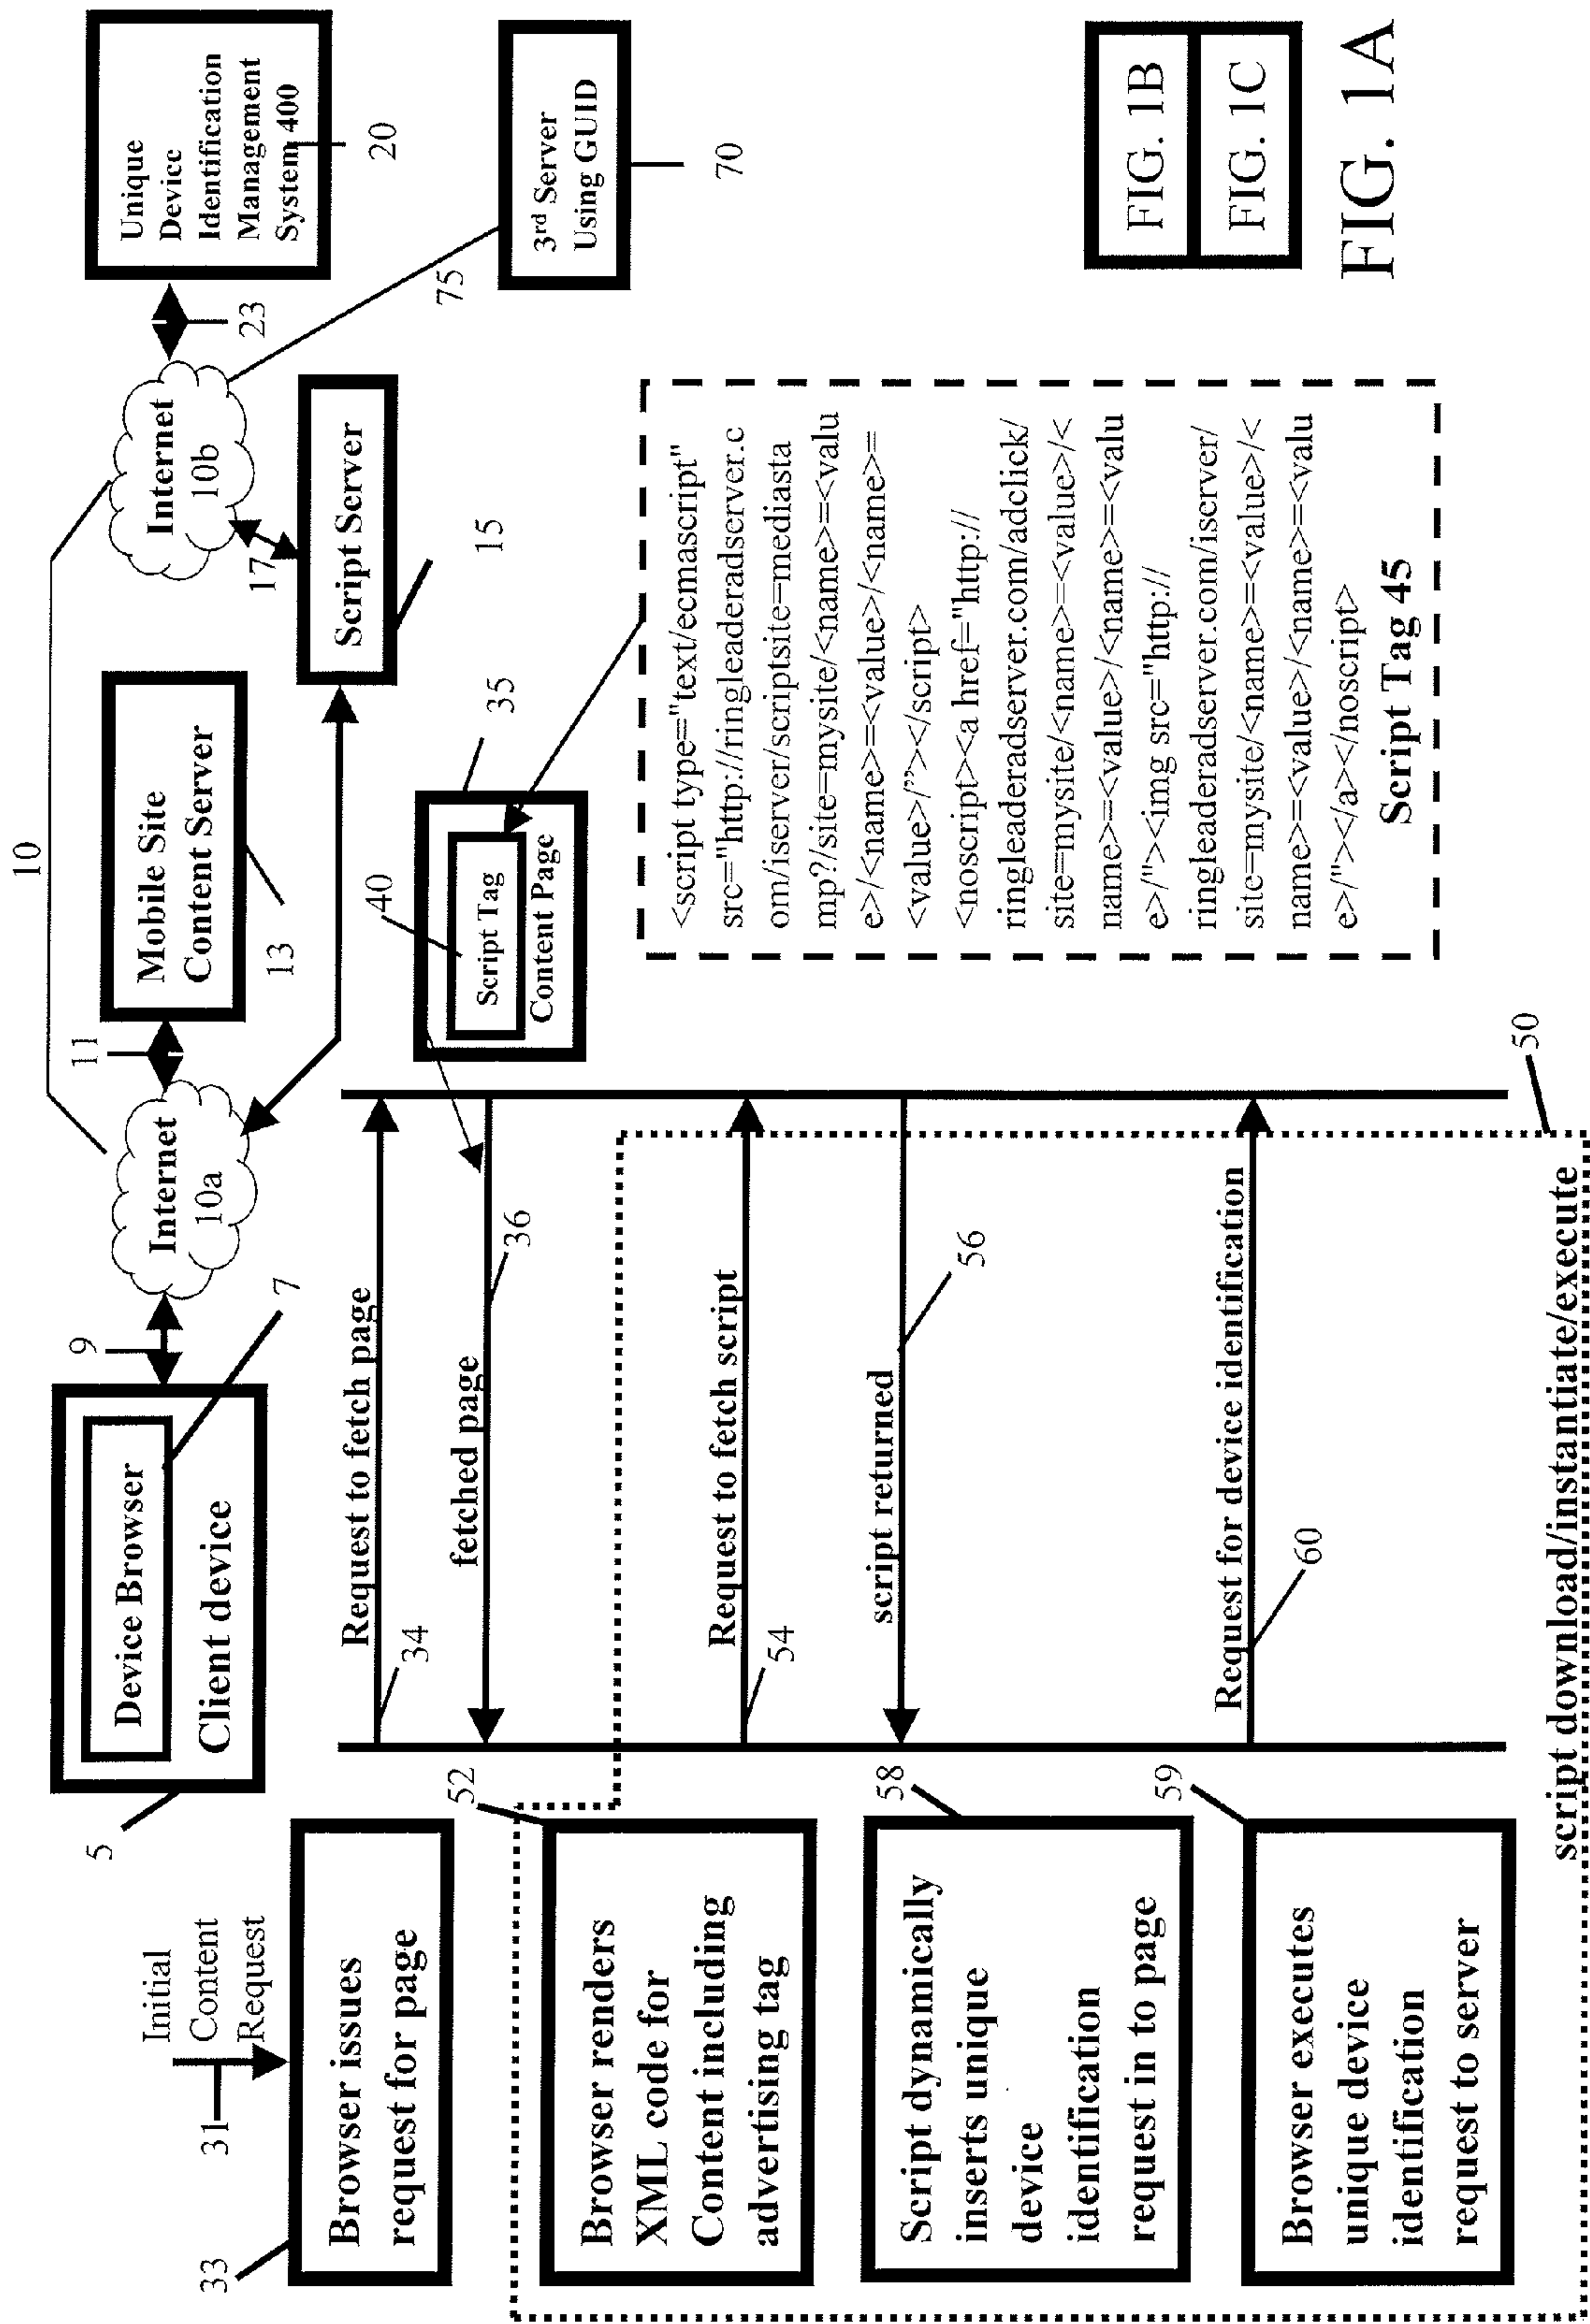 Initial
Content
Request
31
33
Browser issues
request for page
5
Device Browser
Client device
7
9
Internet
10a
10
11
Mobile Site
Content Server
13
Internet
10b
17
Script Server
15
23
Unique
Device
Identification
Management
System 400
20
75
3rd Server
Using GUID
70
Request to fetch page
34
fetched page
36
40
35
Script Tag
Content Page
52
Browser renders
XML code for
Content including
advertising tag
Request to fetch script
54
script returned
56
58
Script dynamically
inserts unique
device
identification
request in to page
59
Browser executes
unique device
identification
request to server
Request for device identification
60
50
script download/instantiate/execute
<script type="text/ecmascript"
src="http://ringleaderadserver.c
om/iserver/scriptsite=mediasta
mp?/site=mysite/<name>=<valu
e>/<name>=<value>/<name>=
<value>/”></script>
<noscript><a href="http://
ringleaderadserver.com/adclick/
site=mysite/<name>=<value>/<
name>=<value>/<name>=<valu
e>/"><img src="http://
ringleaderadserver.com/iserver/
site=mysite/<name>=<value>/<
name>=<value>/<name>=<valu
e>/"></a></noscript>
Script Tag 45
FIG. 1B
FIG. 1C
FIG. 1A